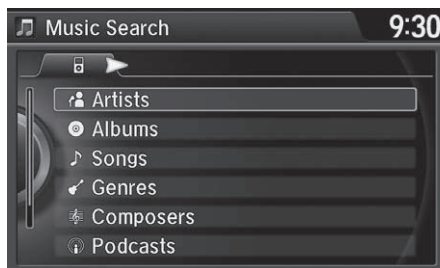 Music Search
9:30
Artists
Albums
Songs
Genres
Composers
Podcasts